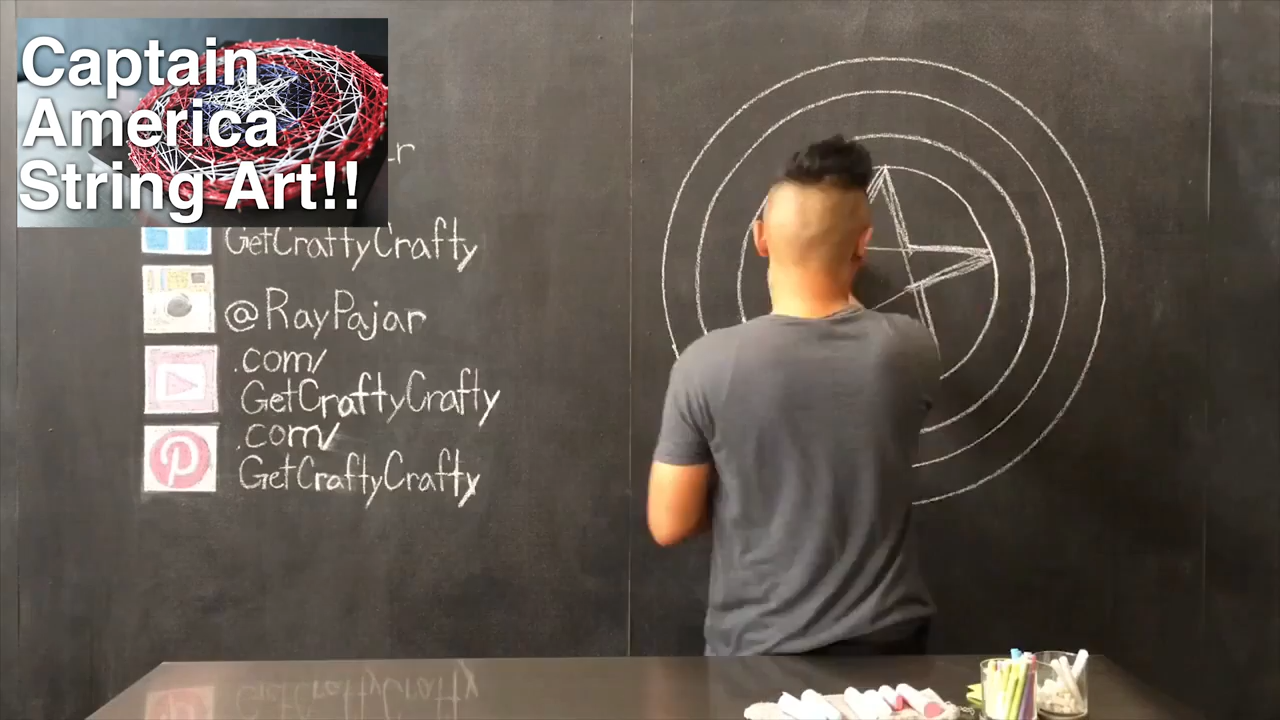 Captain
America
String Art!!
GetCraftyCrafty
@RayPajar
.com/
GetCraftyCrafty
.com/
GetCraftyCrafty